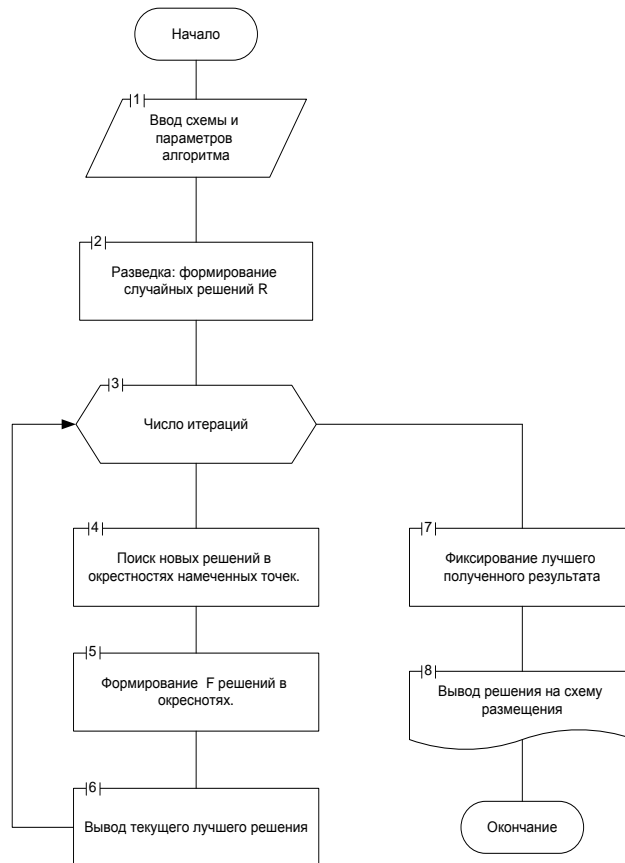 Начало
1
Ввод схемы и
параметров
алгоритма
2
Разведка: формирование
случайных решений R
3
Число итераций
4
Поиск новых решений в
окрестностях намеченных точек.
5
Формирование F решений в
окреснотях.
6
Вывод текущего лучшего решения
7
Фиксирование лучшего
полученного результата
8
Вывод решения на схему
размещения
Окончание